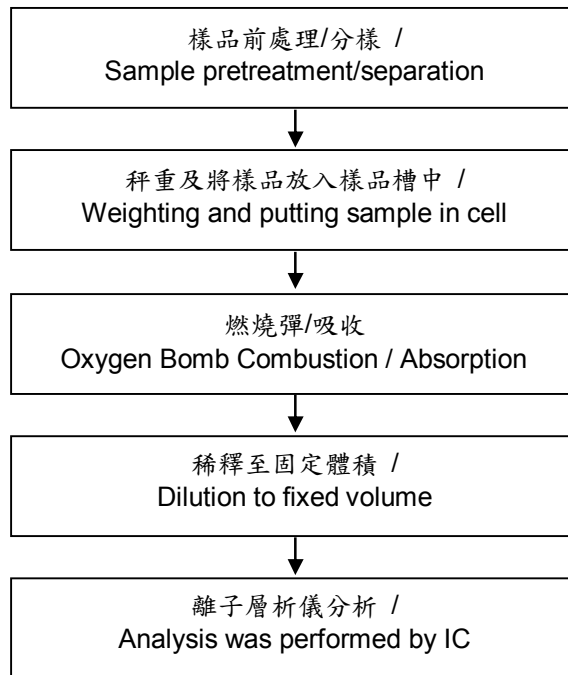 樣品前處理/分樣 /
Sample pretreatment/separation
秤重及將樣品放入樣品槽中 /
Weighting and putting sample in cell
燃燒彈/吸收
Oxygen Bomb Combustion / Absorption
稀釋至固定體積 /
Dilution to fixed volume
離子層析儀分析 /
Analysis was performed by IC